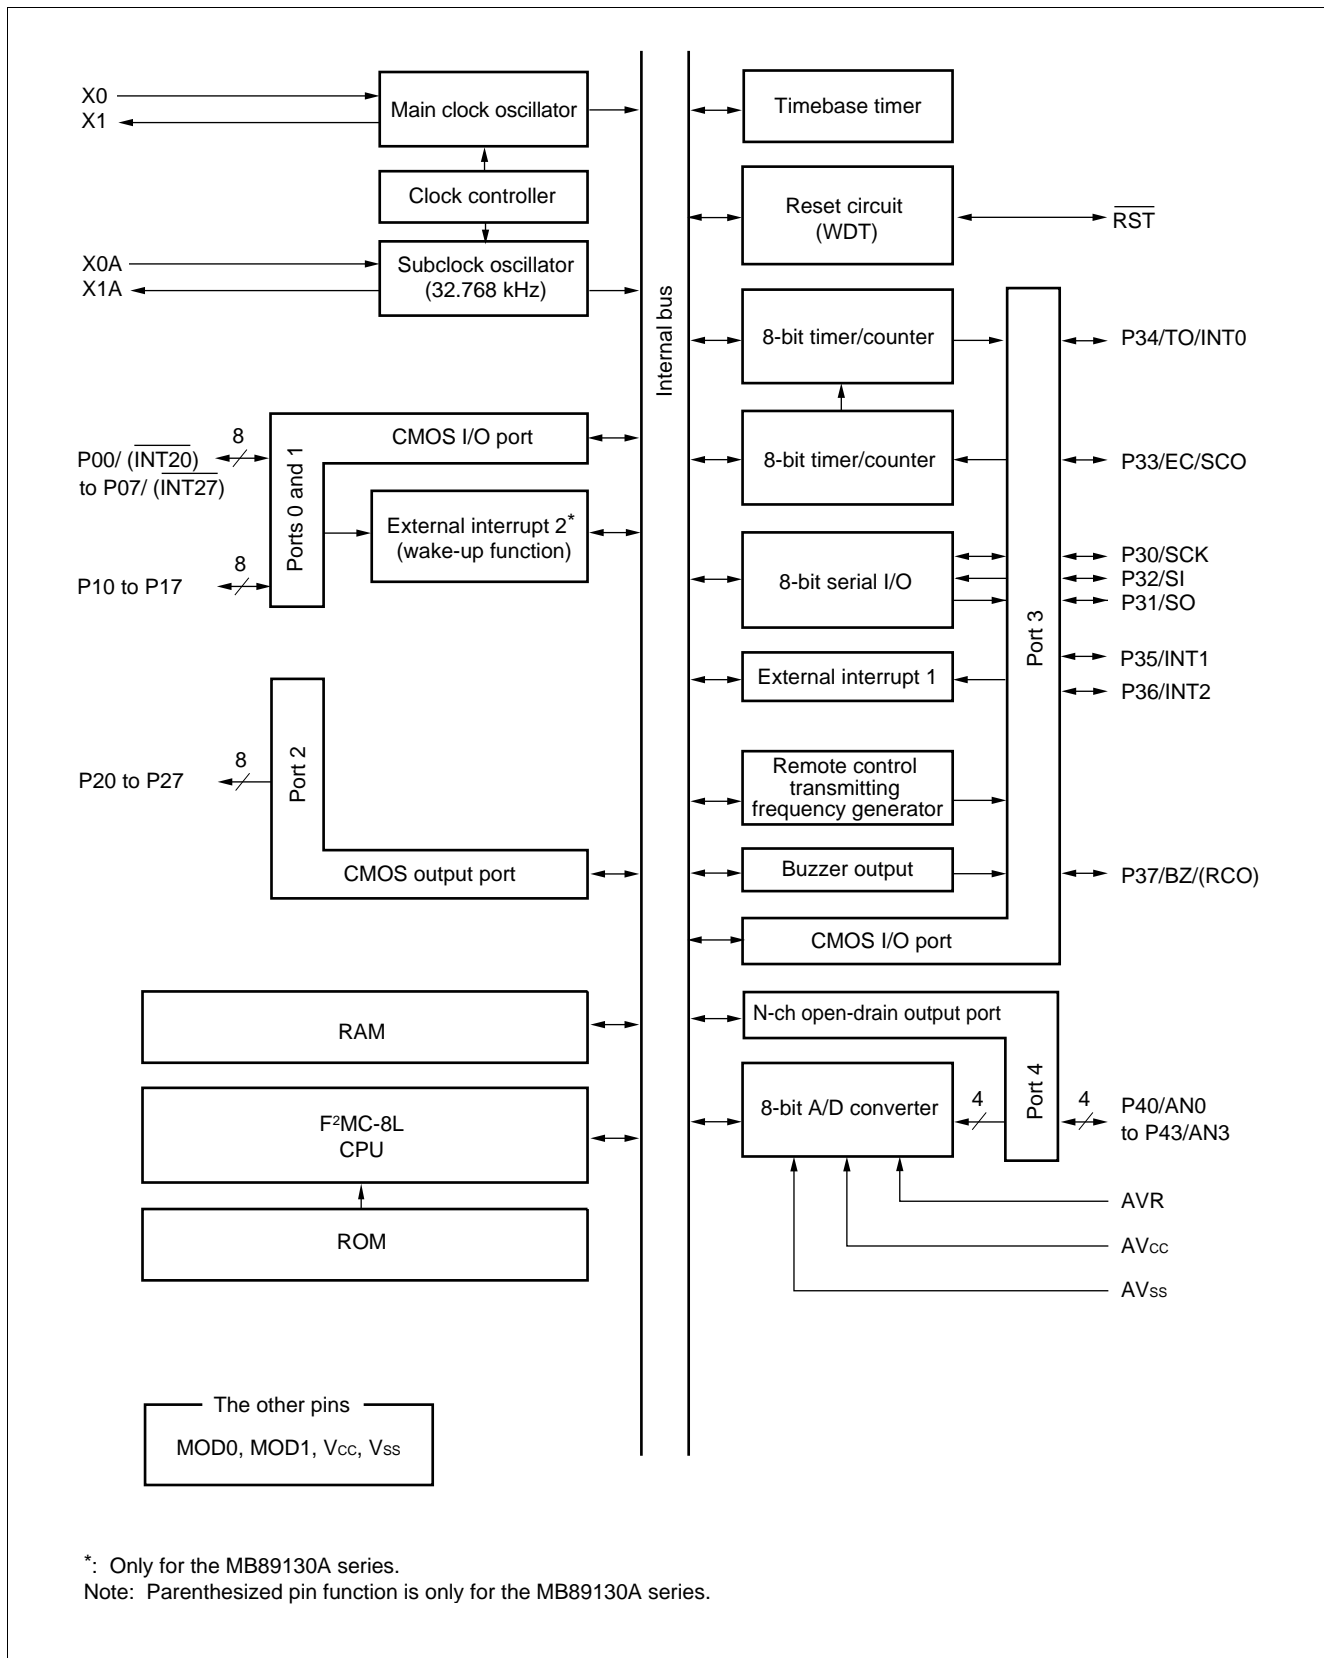 X0
X1
Main clock oscillator
Clock controller
X0A
X1A
Subclock oscillator
(32.768 kHz)
CMOS I/O port
8
P00/ (INT20)
to P07/ (INT27)
Ports 0 and 1
External interrupt 2*
(wake-up function)
8
P10 to P17
Port 2
8
P20 to P27
CMOS output port
RAM
F²MC-8L
CPU
ROM
The other pins
MOD0, MOD1, VCC, VSS
Internal bus
Timebase timer
Reset circuit
(WDT)
RST
8-bit timer/counter
P34/TO/INT0
8-bit timer/counter
P33/EC/SCO
8-bit serial I/O
P30/SCK
P32/SI
P31/SO
Port 3
External interrupt 1
P35/INT1
P36/INT2
Remote control
transmitting
frequency generator
Buzzer output
P37/BZ/(RCO)
CMOS I/O port
N-ch open-drain output port
Port 4
8-bit A/D converter
4
4
P40/AN0
to P43/AN3
AVR
AVCC
AVSS
*: Only for the MB89130A series.
Note: Parenthesized pin function is only for the MB89130A series.